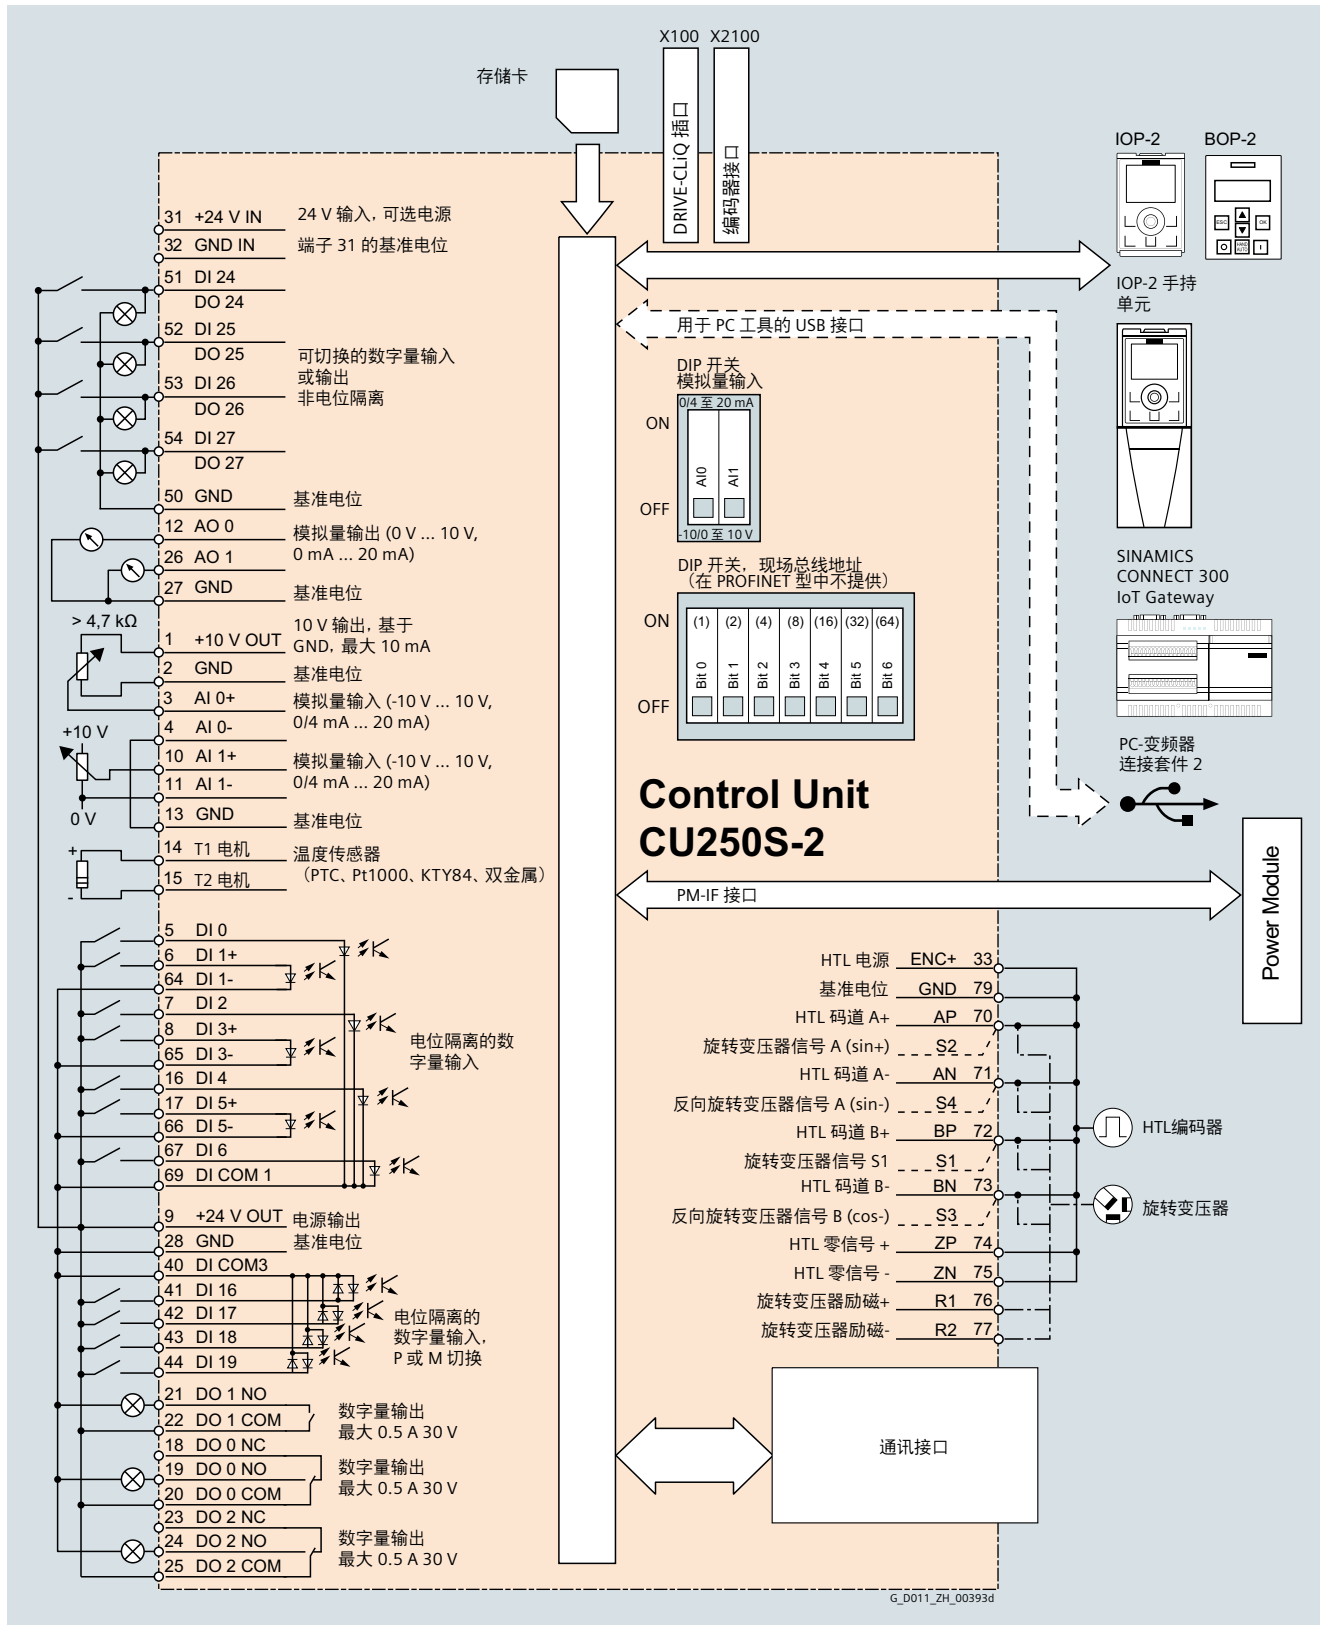 X100 X2100
存储卡
DRIVE-CLiQ 插口
编码器接口
IOP-2 BOP-2
ESC
OK
HAND
AUTO
31 +24 V IN 24 V 输入,可选电源
32 GND IN 端子 31 的基准电位
51 DI 24
DO 24
52 DI 25
DO 25
53 DI 26
DO 26
54 DI 27
DO 27
可切换的数字量输入
或输出
非电位隔离
50 GND 基准电位
12 AO 0 模拟量输出 (0 V ... 10 V,
0 mA ... 20 mA)
26 AO 1
27 GND 基准电位
> 4,7 kΩ
1 +10 V OUT 10 V 输出,基于
GND,最大 10 mA
2 GND 基准电位
3 AI 0+ 模拟量输入 (-10 V ... 10 V,
0/4 mA ... 20 mA)
4 AI 0-
+10 V
10 AI 1+ 模拟量输入 (-10 V ... 10 V,
0/4 mA ... 20 mA)
11 AI 1-
0 V
13 GND 基准电位
14 T1 电机 温度传感器
(PTC、Pt1000、KTY84、双金属)
15 T2 电机
+
-
5 DI 0
6 DI 1+
64 DI 1-
7 DI 2
8 DI 3+
65 DI 3-
16 DI 4
17 DI 5+
66 DI 5-
67 DI 6
69 DI COM 1
电位隔离的数
字量输入
9 +24 V OUT 电源输出
28 GND 基准电位
40 DI COM3
41 DI 16
42 DI 17
43 DI 18
44 DI 19
电位隔离的
数字量输入,
P 或 M 切换
21 DO 1 NO
22 DO 1 COM
数字量输出
最大 0.5 A 30 V
18 DO 0 NC
19 DO 0 NO
20 DO 0 COM
数字量输出
最大 0.5 A 30 V
23 DO 2 NC
24 DO 2 NO
25 DO 2 COM
数字量输出
最大 0.5 A 30 V
用于 PC 工具的 USB 接口
DIP 开关
模拟量输入
0/4 至 20 mA
ON
AI0 AI1
OFF
-10/0 至 10 V
DIP 开关,现场总线地址
(在 PROFINET 型中不提供)
ON (1) (2) (4) (8) (16) (32) (64)
Bit 0 Bit 1 Bit 2 Bit 3 Bit 4 Bit 5 Bit 6
OFF
Control Unit
CU250S-2
PM-IF 接口
Power Module
IOP-2 手持
单元
SINAMICS
CONNECT 300
IoT Gateway
PC-变频器
连接套件 2
HTL 电源 ENC+ 33
基准电位 GND 79
HTL 码道 A+ AP 70
旋转变压器信号 A (sin+) S2
HTL 码道 A- AN 71
反向旋转变压器信号 A (sin-) S4
HTL 码道 B+ BP 72
旋转变压器信号 S1 S1
HTL 码道 B- BN 73
反向旋转变压器信号 B (cos-) S3
HTL 零信号 + ZP 74
HTL 零信号 - ZN 75
旋转变压器励磁+ R1 76
旋转变压器励磁- R2 77
HTL编码器
旋转变压器
通讯接口
G_D011_ZH_00393d